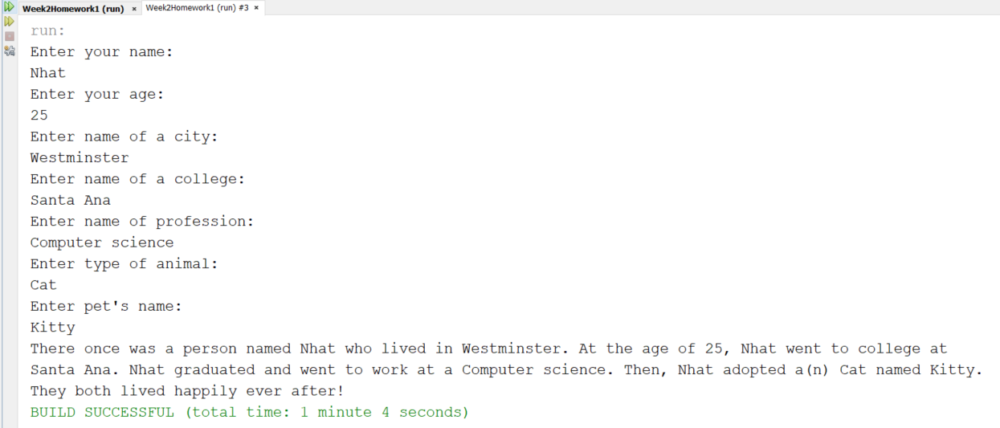 Week2Homework1 (run) × Week2Homework1 (run) #3 ×
run:
Enter your name:
Nhat
Enter your age:
25
Enter name of a city:
Westminster
Enter name of a college:
Santa Ana
Enter name of profession:
Computer science
Enter type of animal:
Cat
Enter pet's name:
Kitty
There once was a person named Nhat who lived in Westminster. At the age of 25, Nhat went to college at
Santa Ana. Nhat graduated and went to work at a Computer science. Then, Nhat adopted a(n) Cat named Kitty.
They both lived happily ever after!
BUILD SUCCESSFUL (total time: 1 minute 4 seconds)